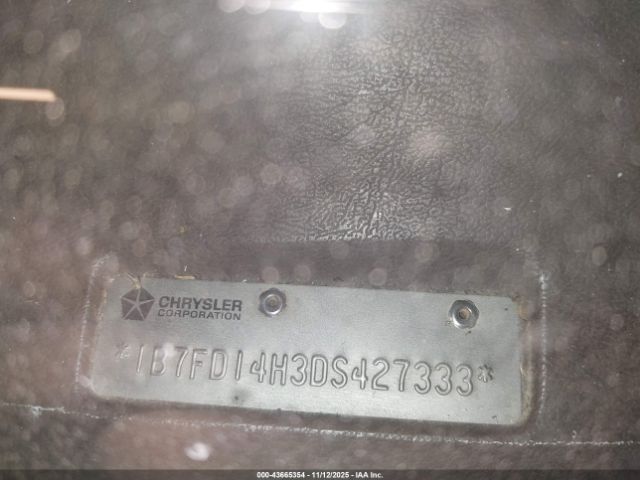 CHRYSLER
CORPORATION
*1B7FD14H3DS427333*
000-43665354 - 11/12/2025 - IAA Inc.